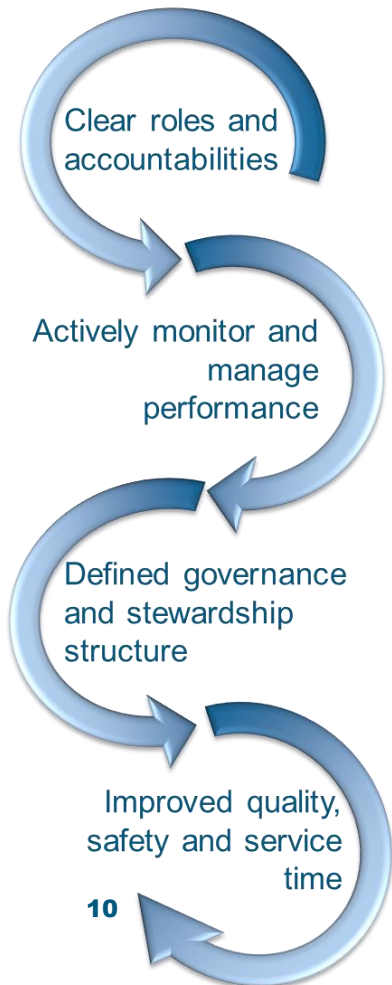 Clear roles and
accountabilities
Actively monitor and
manage
performance
Defined governance
and stewardship
structure
Improved quality,
safety and service
time
10